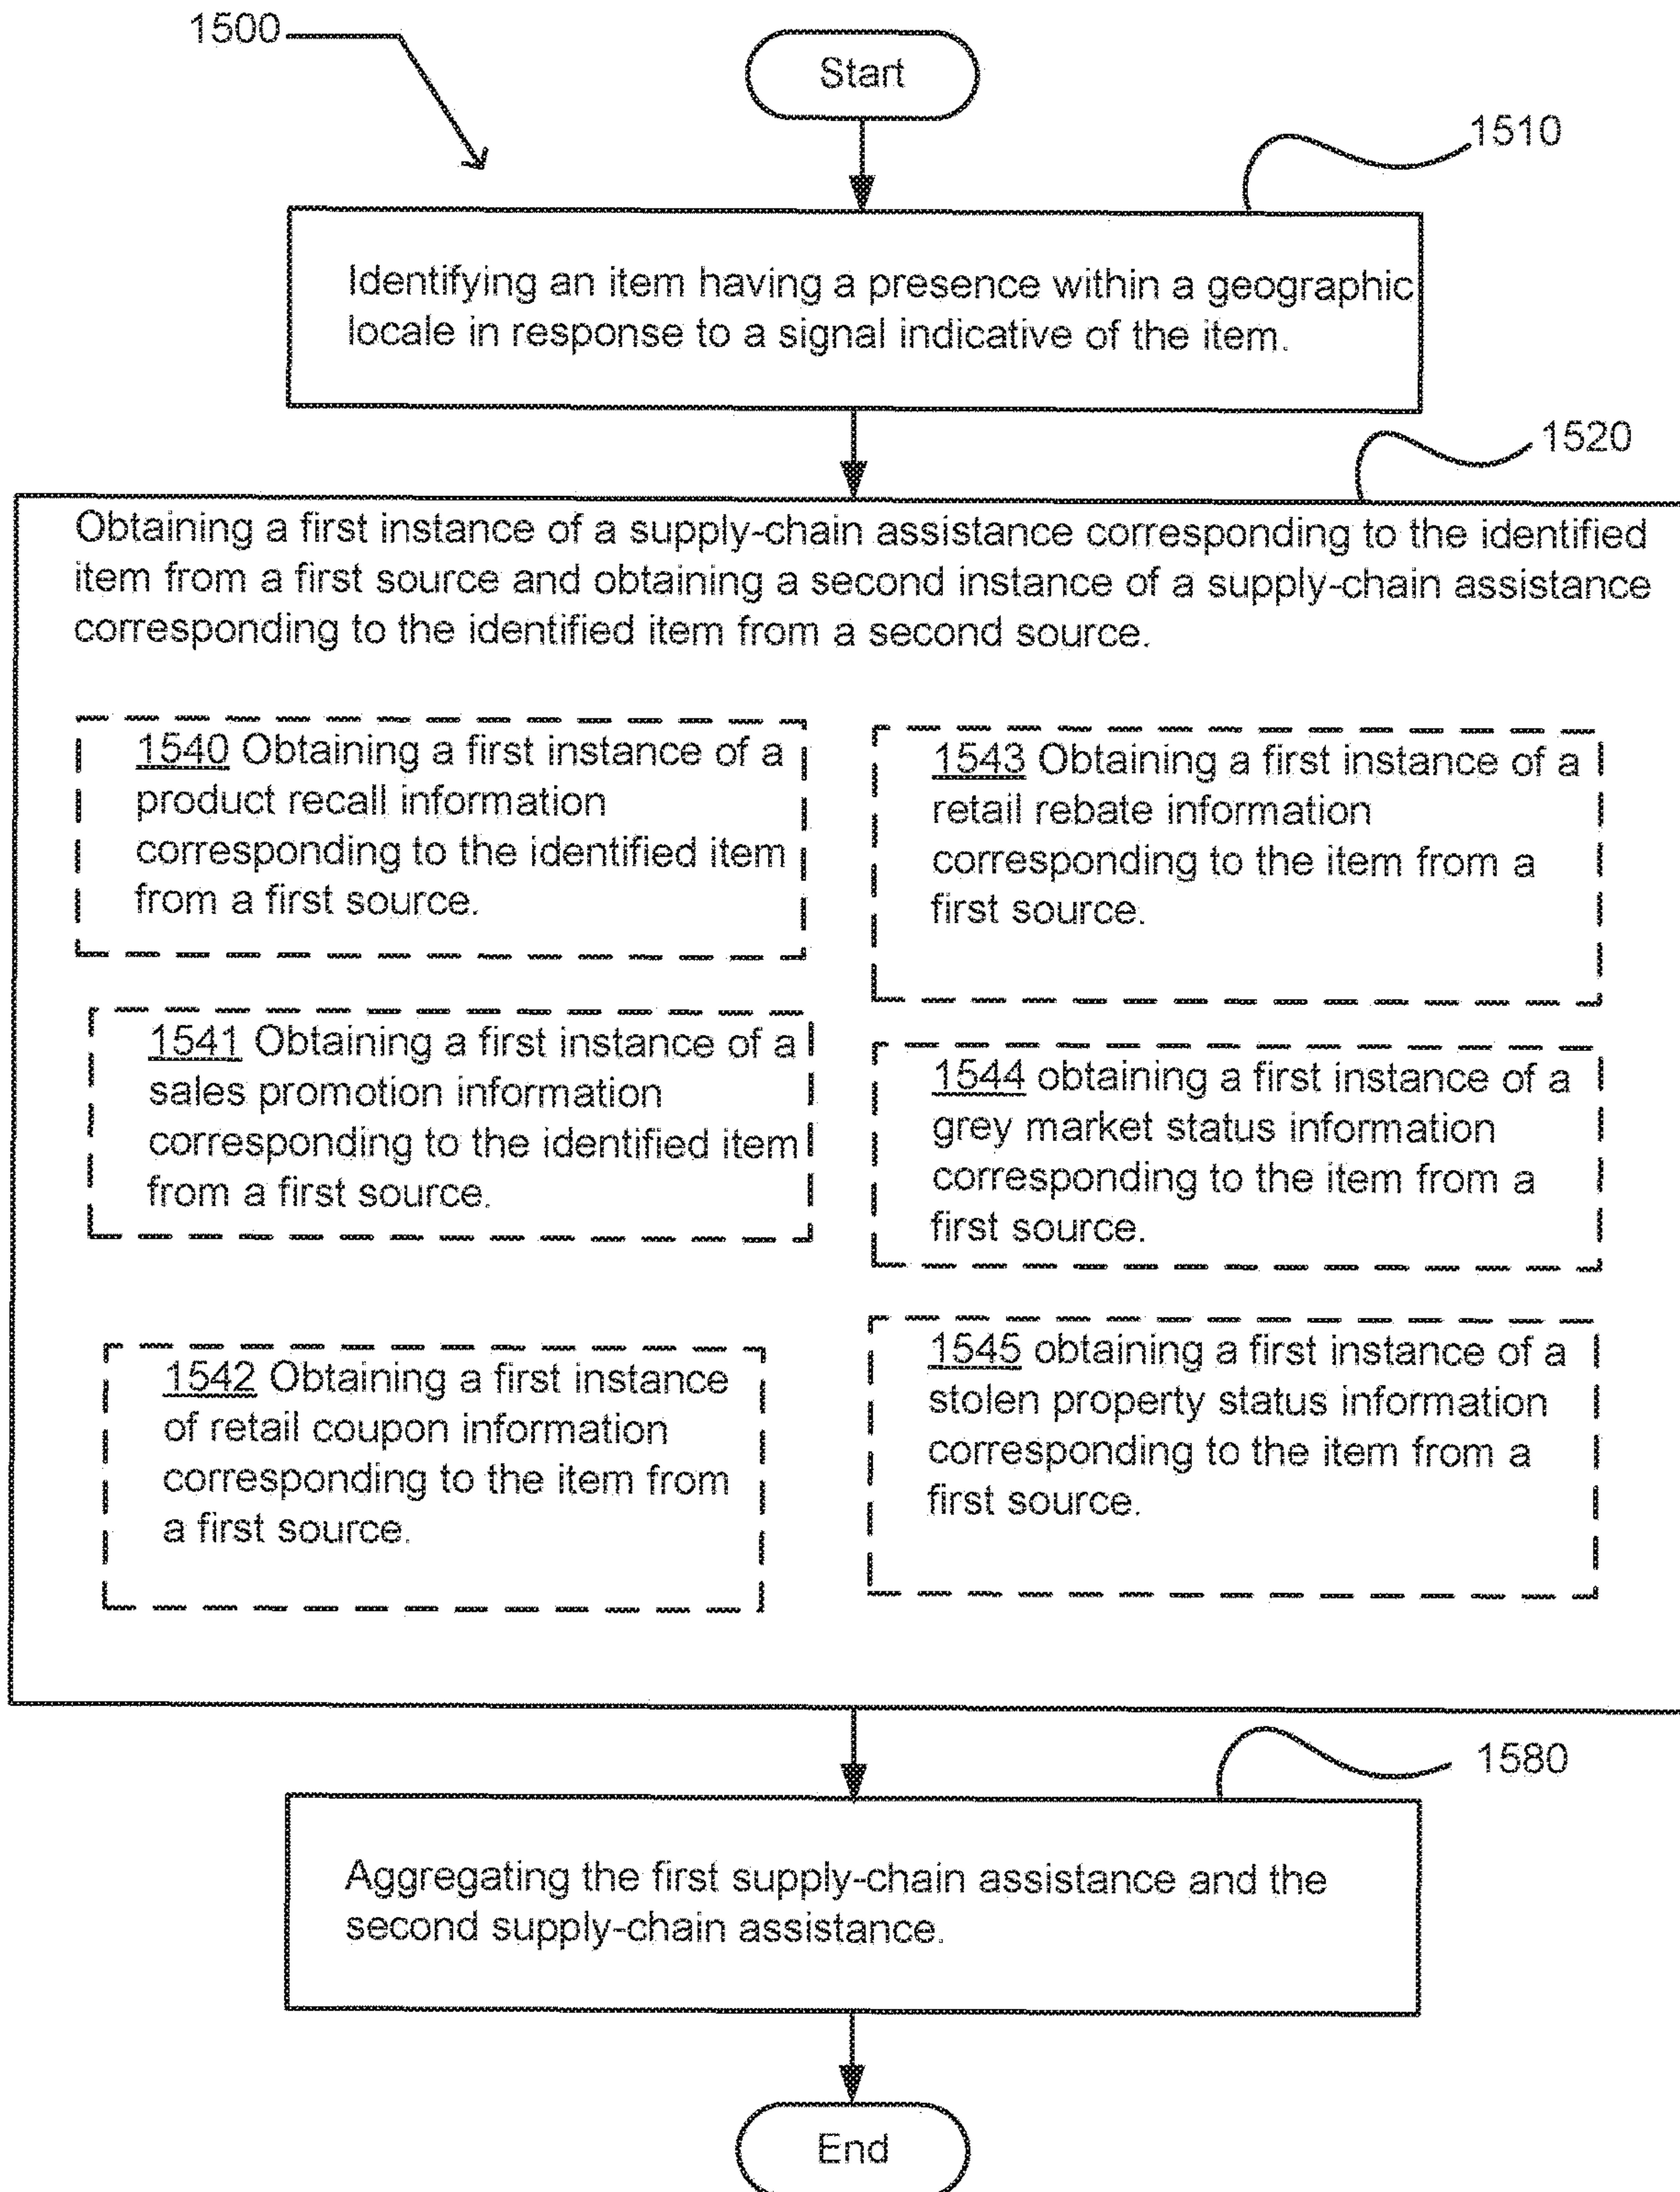 1500
Start
1510
Identifying an item having a presence within a geographic
locale in response to a signal indicative of the item.
1520
Obtaining a first instance of a supply-chain assistance corresponding to the identified
item from a first source and obtaining a second instance of a supply-chain assistance
corresponding to the identified item from a second source.
1540 Obtaining a first instance of a
product recall information
corresponding to the identified item
from a first source.
1541 Obtaining a first instance of a
sales promotion information
corresponding to the identified item
from a first source.
1542 Obtaining a first instance
of retail coupon information
corresponding to the item from
a first source.
1543 Obtaining a first instance of a
retail rebate information
corresponding to the item from a
first source.
1544 obtaining a first instance of a
grey market status information
corresponding to the item from a
first source.
1545 obtaining a first instance of a
stolen property status information
corresponding to the item from a
first source.
1580
Aggregating the first supply-chain assistance and the
second supply-chain assistance.
End